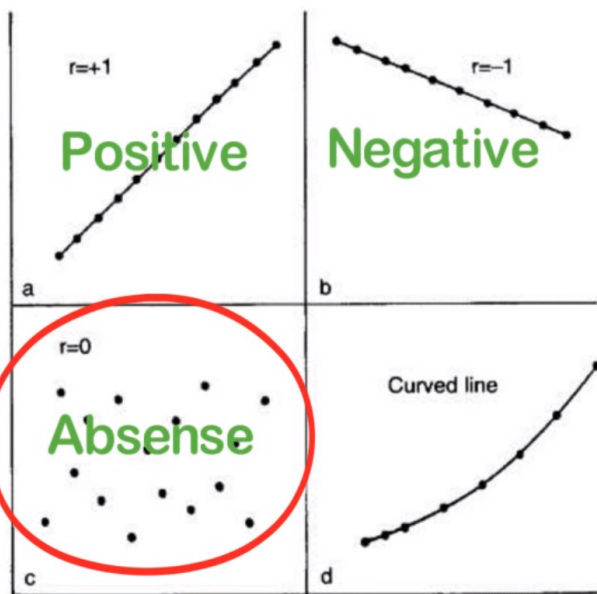 r=+1
Positive
a
r=−1
Negative
b
r=0
Absense
c
Curved line
d